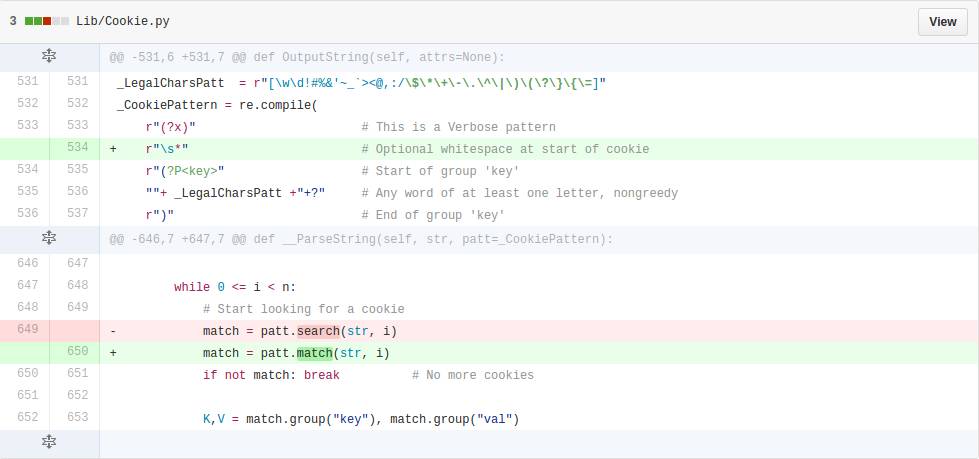 3 Lib/Cookie.py View
@@ -531,6 +531,7 @@ def OutputString(self, attrs=None):
531 531 _LegalCharsPatt  = r"[\w\d!#%&'~_`><@,:/\$\*\+\-\.\^\|\)\(\?\}\{\=]"
532 532 _CookiePattern = re.compile(
533 533     r"(?x)"                       # This is a Verbose pattern
534 +    r"\s*"                        # Optional whitespace at start of cookie
534 535     r"(?P<key>"                   # Start of group 'key'
535 536     ""+ _LegalCharsPatt +"+?"     # Any word of at least one letter, nongreedy
536 537     r")"                          # End of group 'key'
@@ -646,7 +647,7 @@ def __ParseString(self, str, patt=_CookiePattern):
646 647
647 648         while 0 <= i < n:
648 649             # Start looking for a cookie
649 -            match = patt.search(str, i)
650 +            match = patt.match(str, i)
650 651             if not match: break          # No more cookies
651 652
652 653             K,V = match.group("key"), match.group("val")